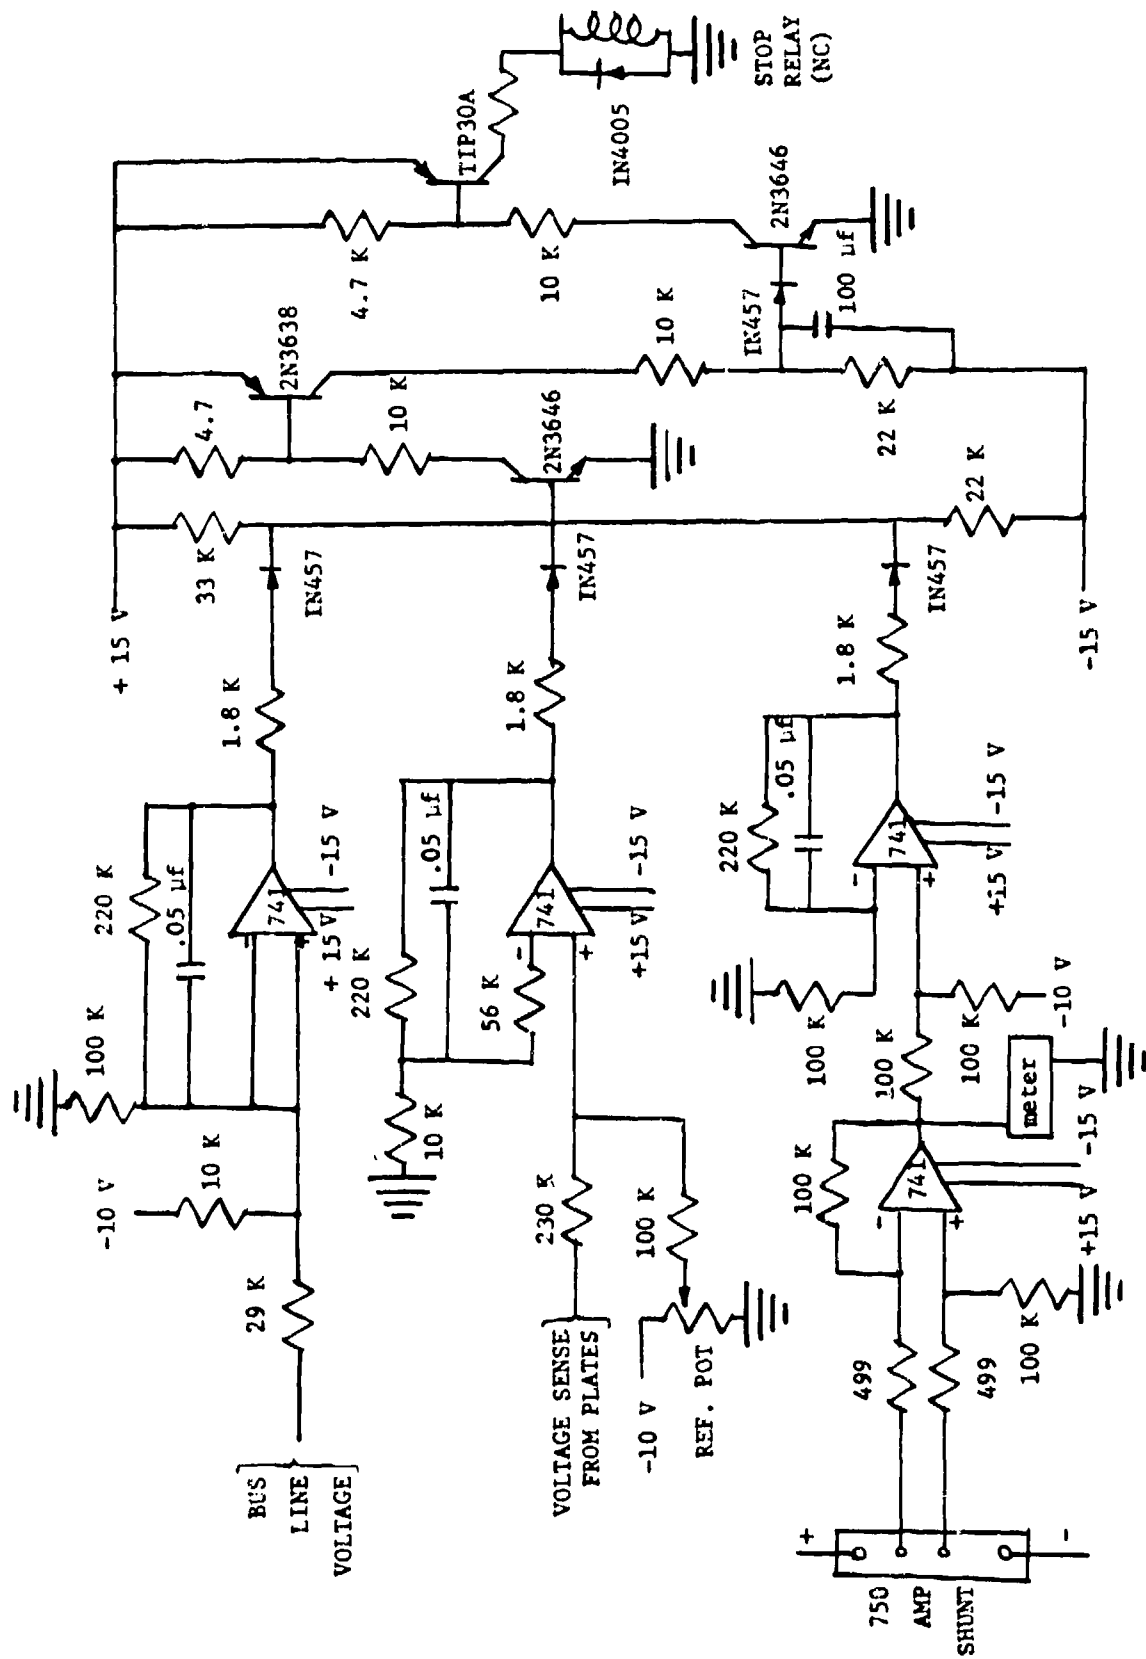 BUS
LINE
VOLTAGE
29 K
-10 V
10 K
100 K
220 K
.05 µf
741
+ 15 V
-15 V
1.8 K
IN457
33 K
+ 15 V
4.7
2N3638
10 K
2N3646
VOLTAGE SENSE
FROM PLATES
230 K
-10 V
REF. POT
100 K
10 K
220 K
.05 µf
56 K
-
+
741
+15 V
-15 V
1.8 K
IN457
4.7 K
10 K
TIP30A
IN4005
STOP
RELAY
(NC)
10 K
IN457
2N3646
100 µf
22 K
22 K
-15 V
+
-
750
AMP
SHUNT
499
499
100 K
100 K
-
+
741
+15 V
-15 V
meter
100 K
100 K
100 K
-10 V
220 K
.05 µf
-
+
741
+15 V
-15 V
1.8 K
IN457